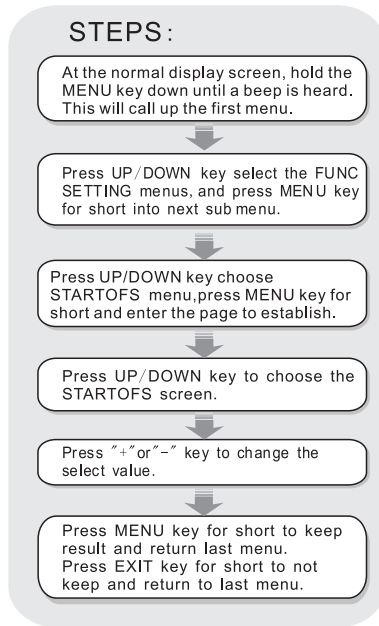 STEPS:
At the normal display screen, hold the
MENU key down until a beep is heard.
This will call up the first menu.
Press UP/DOWN key select the FUNC
SETTING menus, and press MENU key
for short into next sub menu.
Press UP/DOWN key choose
STARTOFS menu,press MENU key for
short and enter the page to establish.
Press UP/DOWN key to choose the
STARTOFS screen.
Press "+"or"-" key to change the
select value.
Press MENU key for short to keep
result and return last menu.
Press EXIT key for short to not
keep and return to last menu.